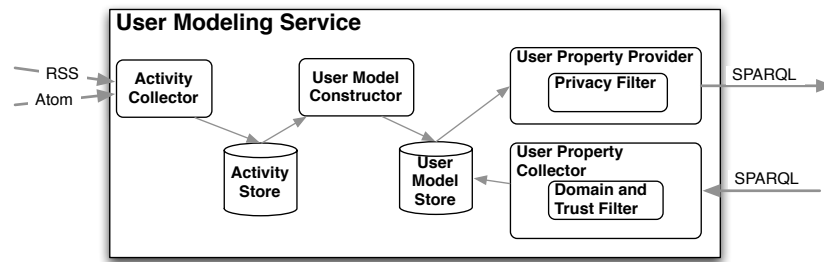 User Modeling Service
RSS
Atom
Activity
Collector
User Model
Constructor
User Property Provider
Privacy Filter
SPARQL
Activity
Store
User
Model
Store
User Property
Collector
Domain and
Trust Filter
SPARQL